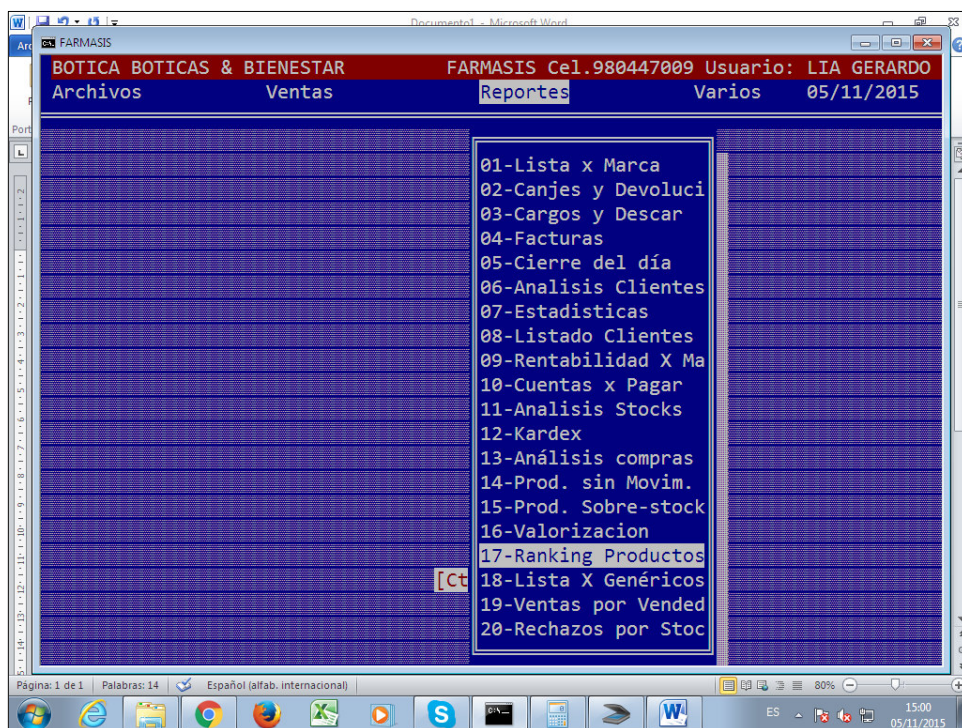 Documento1 - Microsoft Word
FARMASIS
BOTICA BOTICAS & BIENESTAR FARMASIS Cel.980447009 Usuario: LIA GERARDO
Archivos Ventas Reportes Varios 05/11/2015
01-Lista x Marca
02-Canjes y Devoluci
03-Cargos y Descar
04-Facturas
05-Cierre del día
06-Analisis Clientes
07-Estadisticas
08-Listado Clientes
09-Rentabilidad X Ma
10-Cuentas x Pagar
11-Analisis Stocks
12-Kardex
13-Análisis compras
14-Prod. sin Movim.
15-Prod. Sobre-stock
16-Valorizacion
17-Ranking Productos
[Ct
18-Lista X Genéricos
19-Ventas por Vended
20-Rechazos por Stoc
Página: 1 de 1 Palabras: 14 Español (alfab. internacional) 80%
ES 15:00
05/11/2015